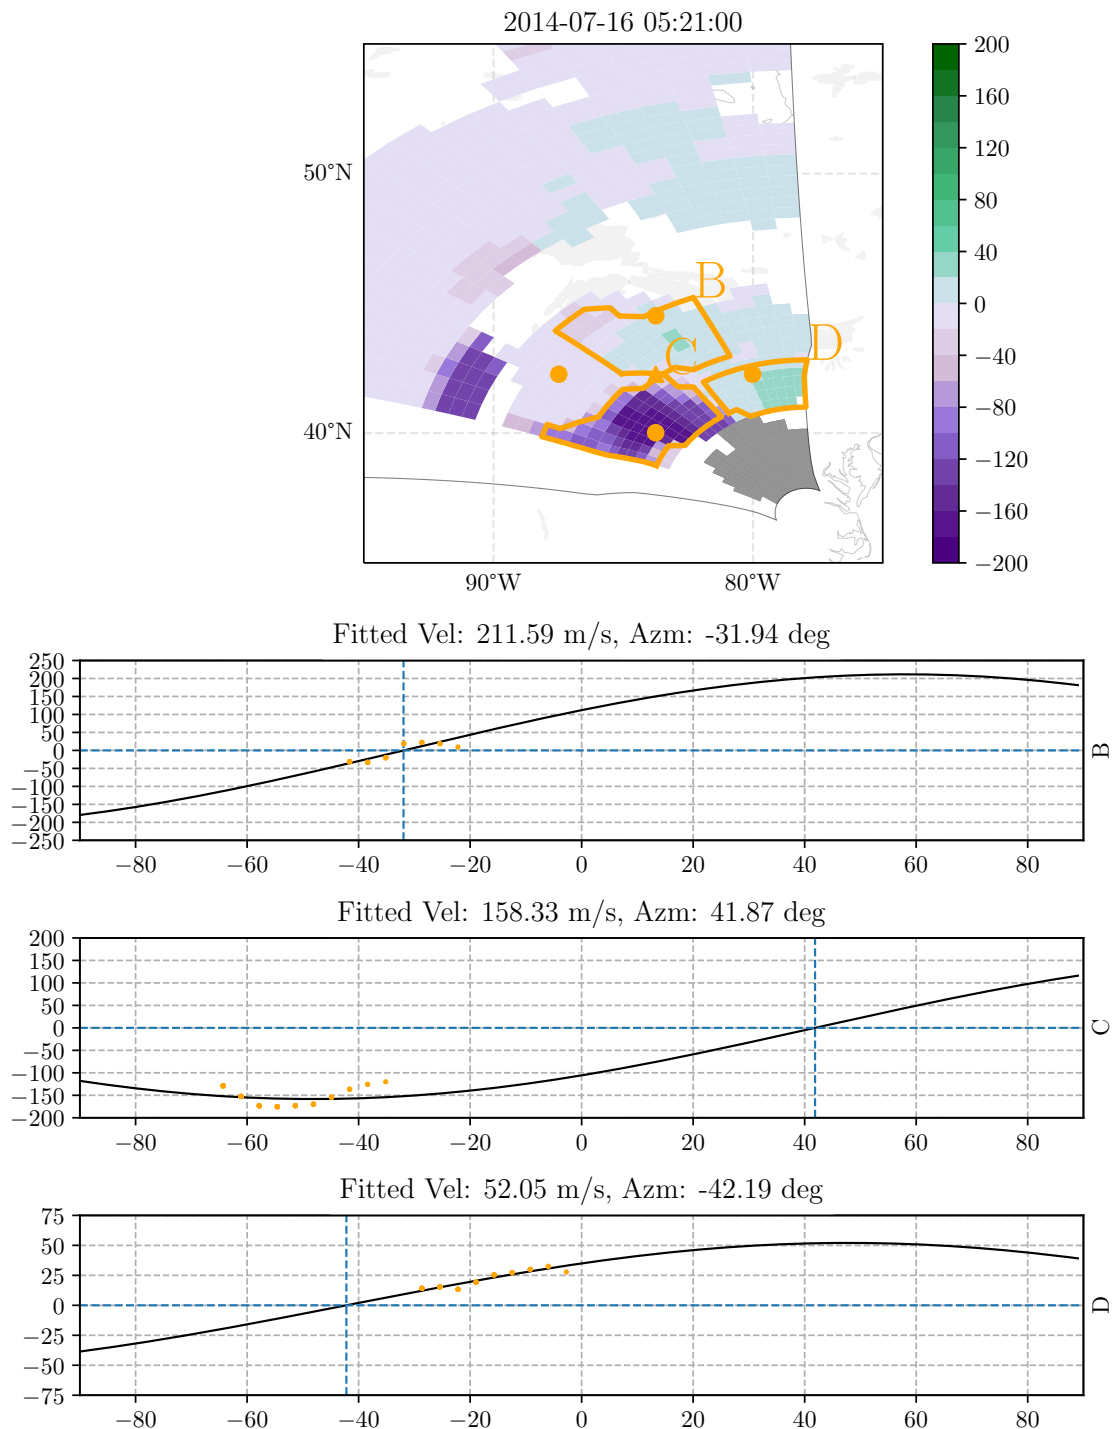 2014-07-16 05:21:00
50°N
40°N
90°W
80°W
B
C
D
200
160
120
80
40
0
−40
−80
−120
−160
−200
Fitted Vel: 211.59 m/s, Azm: -31.94 deg
250
200
150
100
50
0
−50
−100
−150
−200
−250
−80 −60 −40 −20 0 20 40 60 80
B
Fitted Vel: 158.33 m/s, Azm: 41.87 deg
200
150
100
50
0
−50
−100
−150
−200
−80 −60 −40 −20 0 20 40 60 80
C
Fitted Vel: 52.05 m/s, Azm: -42.19 deg
75
50
25
0
−25
−50
−75
−80 −60 −40 −20 0 20 40 60 80
D